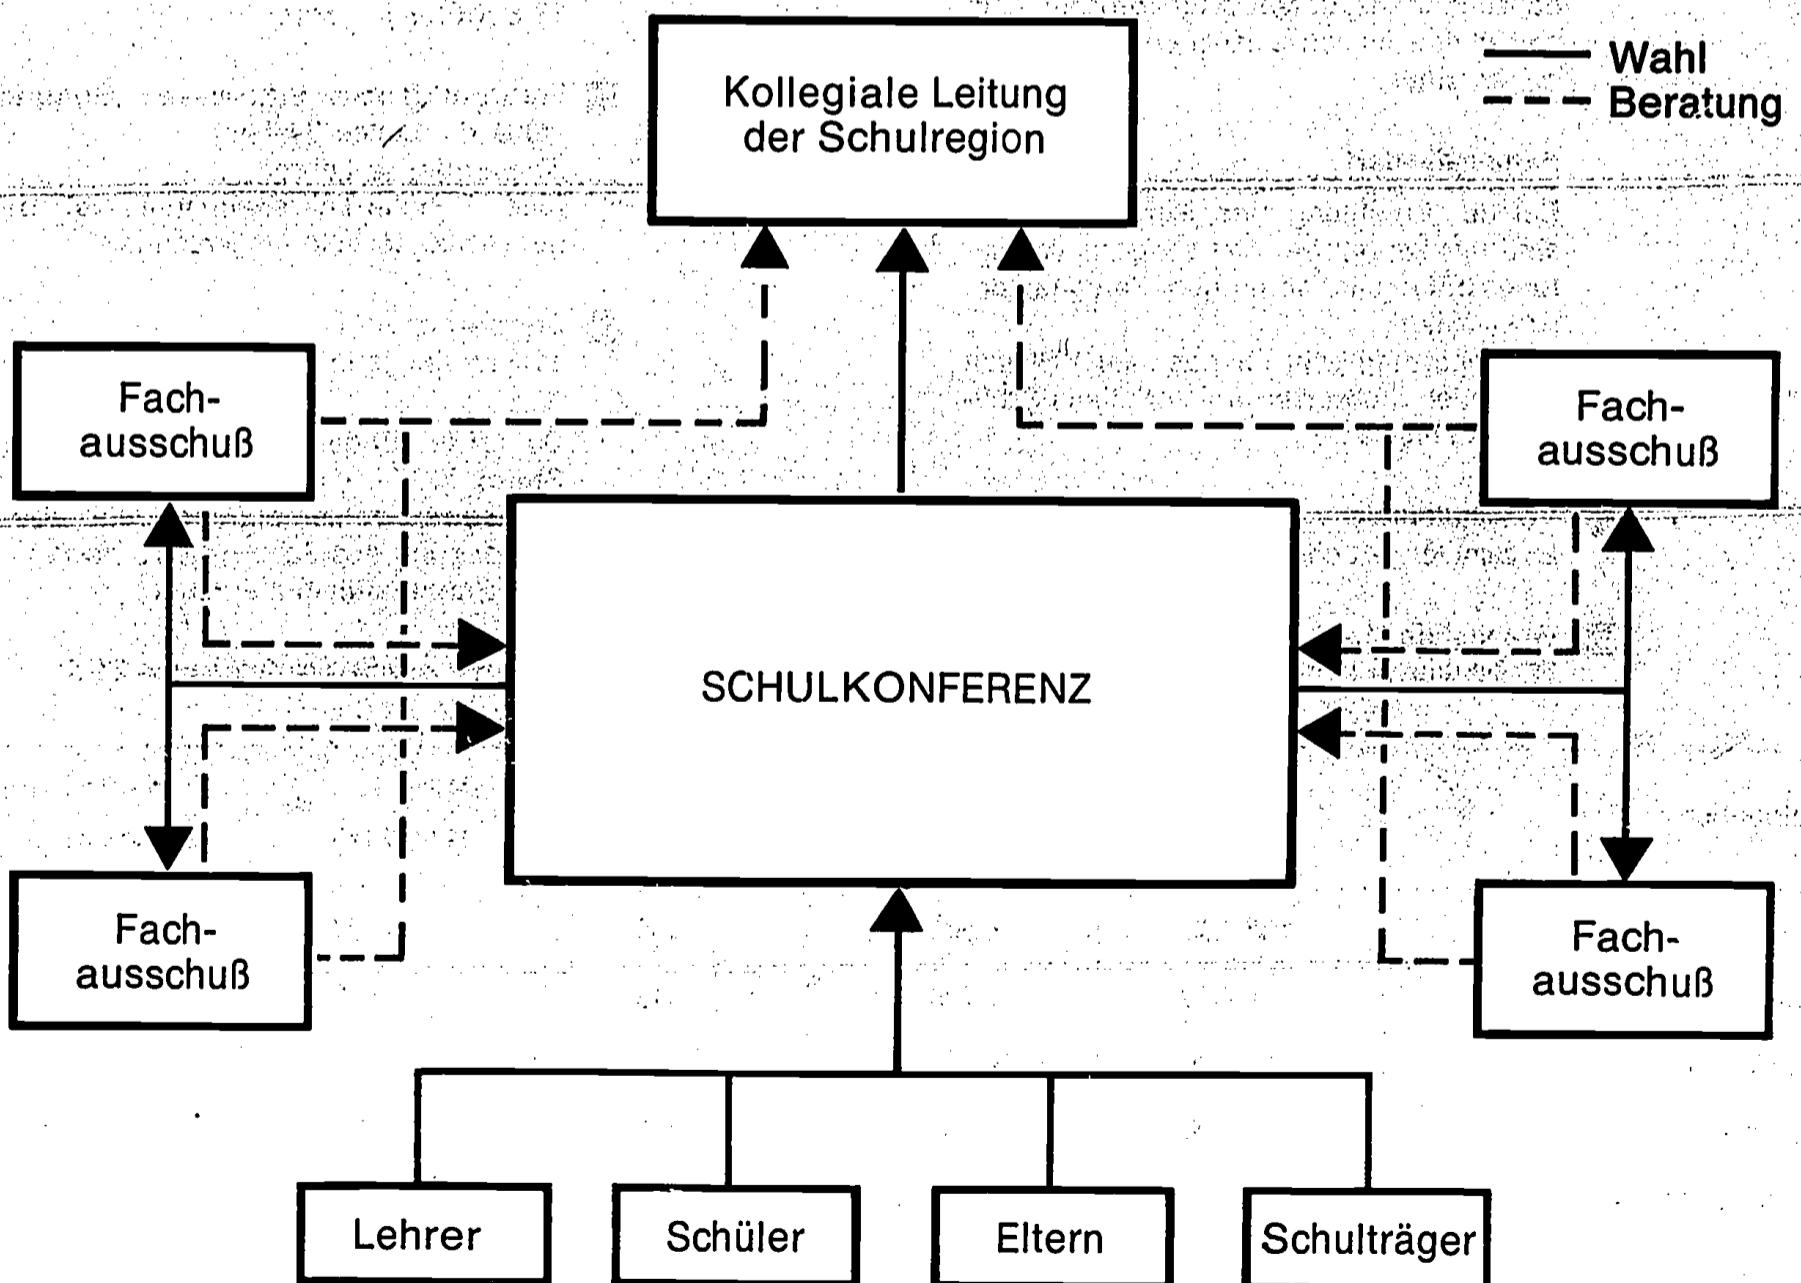 Kollegiale Leitung
der Schulregion
Wahl
Beratung
Fach-
ausschuß
Fach-
ausschuß
SCHULKONFERENZ
Fach-
ausschuß
Fach-
ausschuß
Lehrer
Schüler
Eltern
Schulträger